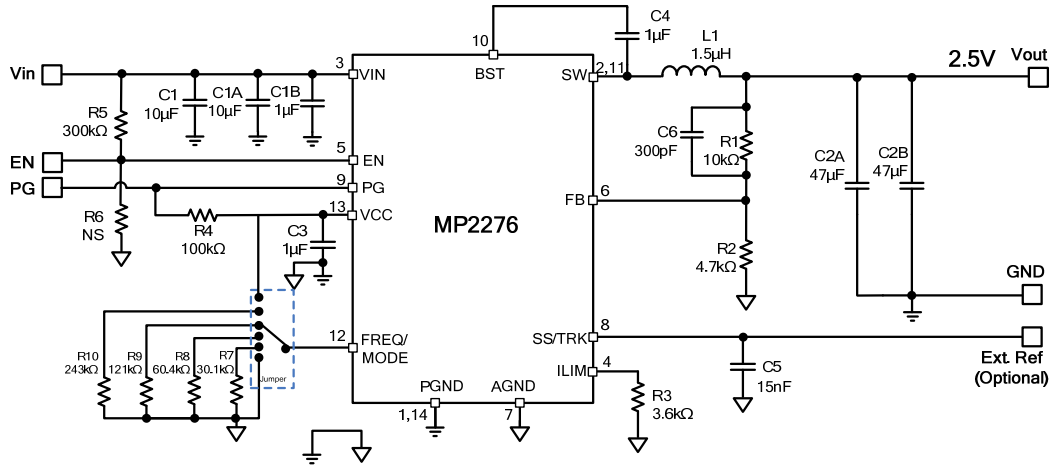 C4
1µF
L1
1.5µH
10
BST
2.5V
Vout
Vin
3
VIN
SW
2,11
C1
10µF
C1A
10µF
C1B
1µF
R5
300kΩ
C6
300pF
R1
10kΩ
C2A
47µF
C2B
47µF
EN
5
EN
PG
9
PG
13
VCC
FB
6
MP2276
R6
NS
R4
100kΩ
C3
1µF
R2
4.7kΩ
GND
R10
243kΩ
R9
121kΩ
R8
60.4kΩ
R7
30.1kΩ
Jumper
12
FREQ/
MODE
SS/TRK
8
ILIM
4
Ext. Ref
(Optional)
C5
15nF
R3
3.6kΩ
PGND
1,14
AGND
7